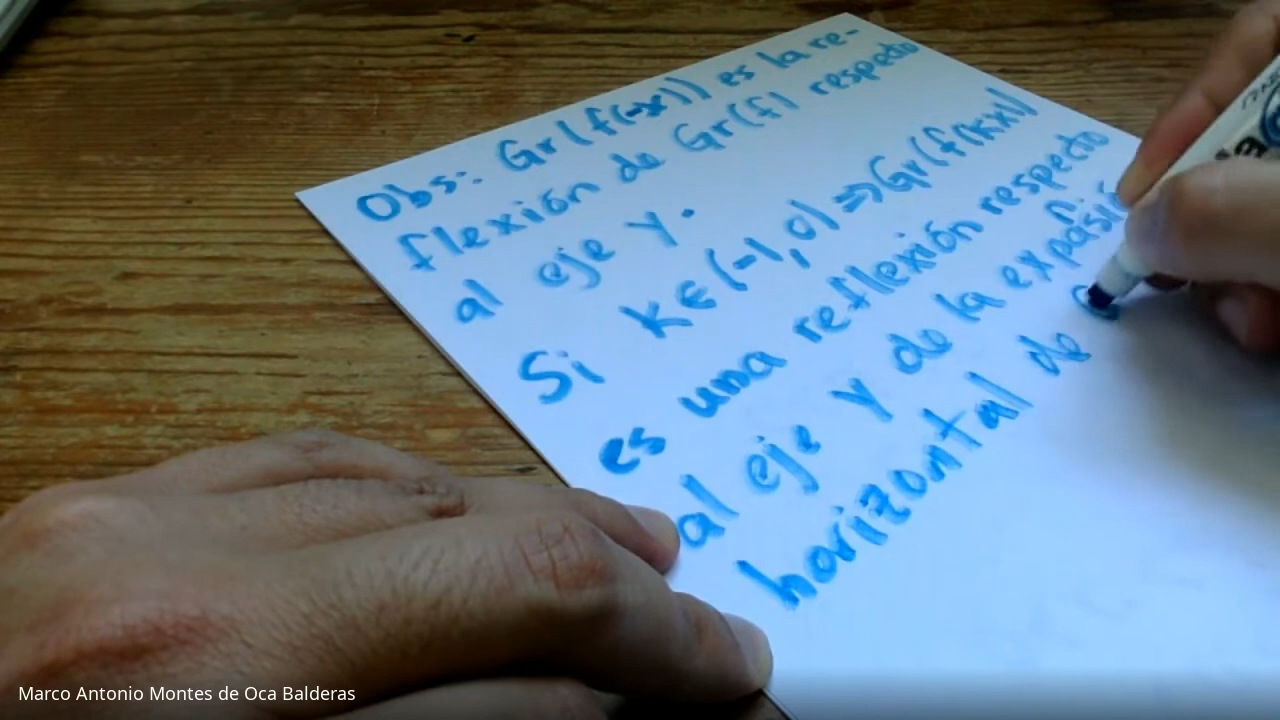 Obs: Gr(f(-x)) es la re-
flexión de Gr(f) respecto
al eje y.
Si k∈(-1,0) ⇒ Gr(f(kx))
es una reflexión respecto
al eje y de la expansió
horizontal de
Marco Antonio Montes de Oca Balderas